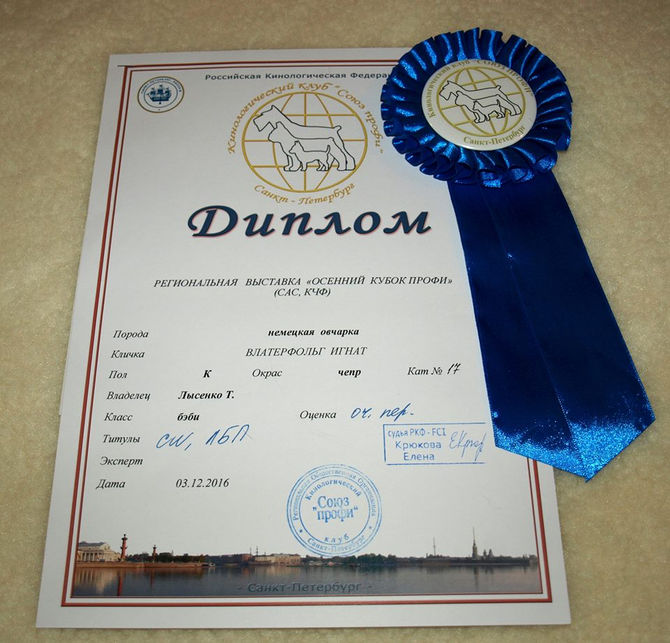 Российская Кинологическая Федера
Кинологический клуб "Союз профи"
Санкт - Петербург
Диплом
РЕГИОНАЛЬНАЯ ВЫСТАВКА «ОСЕННИЙ КУБОК ПРОФИ»
(САС, КЧФ)
Порода немецкая овчарка
Кличка ВЛАТЕРФОЛЬГ ИГНАТ
Пол К Окрас чепр Кат № 17
Владелец Лысенко Т.
Класс бэби Оценка оч. пер.
Титулы CW, ЛБП
Эксперт
судья РКФ - FCI
Крюкова
Елена
Дата 03.12.2016
Кинологический
"Союз
профи"
клуб
Санкт-Петербург
- Санкт-Петербург -
Кинологический клуб "СОЮЗ ПРОФИ"
Санкт-Петербург